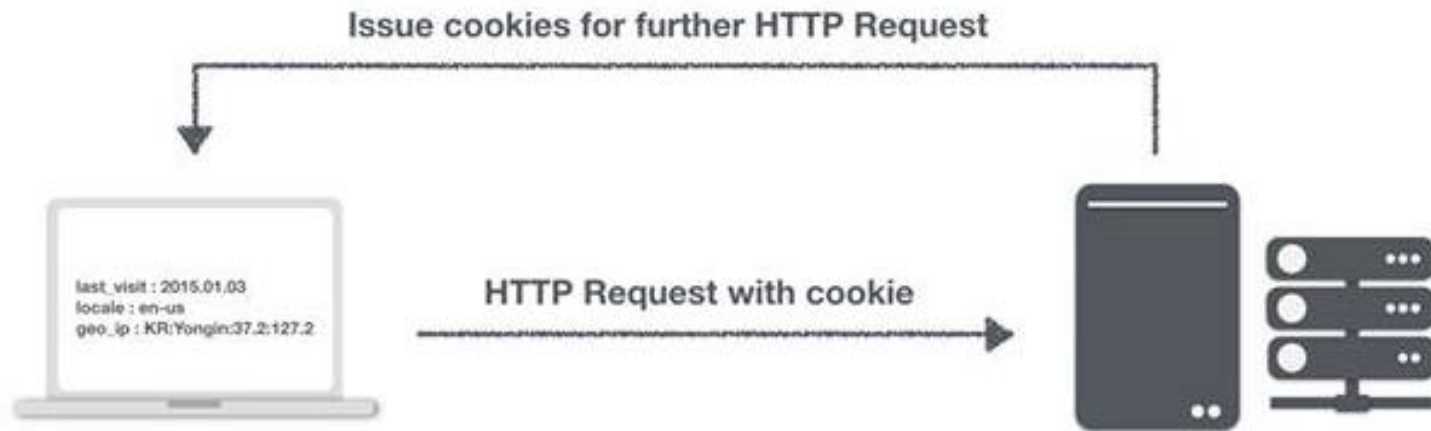 Issue cookies for further HTTP Request
last_visit : 2015.01.03
locale : en-us
geo_ip : KR:Yongin:37.2:127.2
HTTP Request with cookie